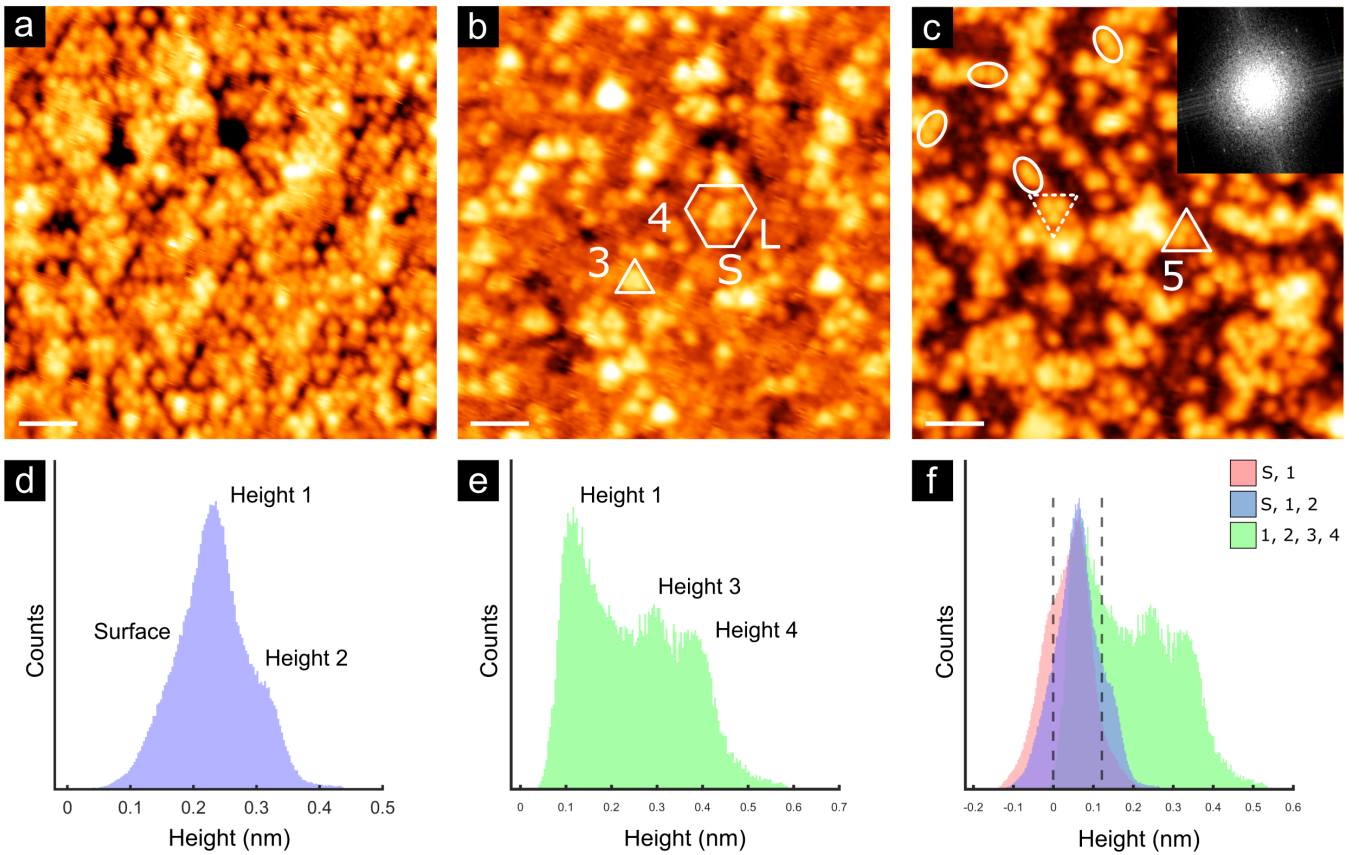 a
b
c
4
L
3
S
5
d
Height 1
Surface
Height 2
Counts
0 0.1 0.2 0.3 0.4 0.5
Height (nm)
e
Height 1
Height 3
Height 4
Counts
0 0.1 0.2 0.3 0.4 0.5 0.6 0.7
Height (nm)
f
S, 1
S, 1, 2
1, 2, 3, 4
Counts
-0.2 -0.1 0 0.1 0.2 0.3 0.4 0.5 0.6
Height (nm)